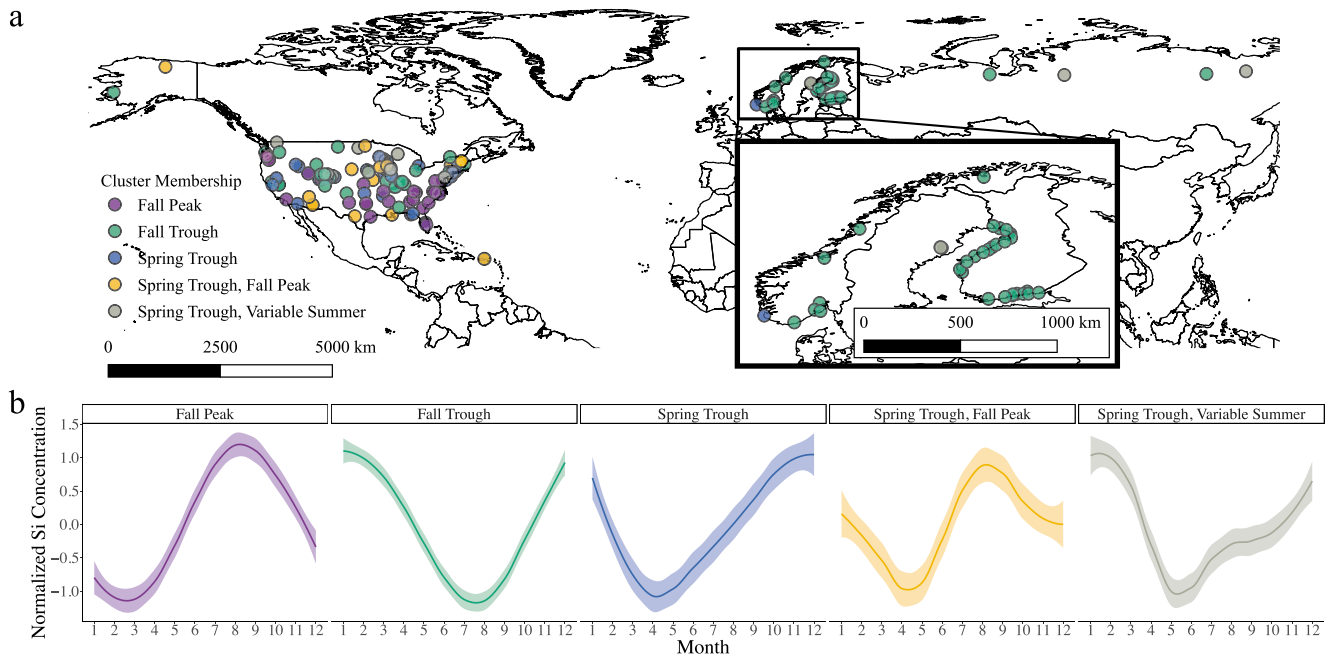 a
Cluster Membership
Fall Peak
Fall Trough
Spring Trough
Spring Trough, Fall Peak
Spring Trough, Variable Summer
0 2500 5000 km
0 500 1000 km
b
Fall Peak Fall Trough Spring Trough Spring Trough, Fall Peak Spring Trough, Variable Summer
Normalized Si Concentration
1.5
1.0
0.5
0.0
−0.5
−1.0
1 2 3 4 5 6 7 8 9 10 11 12 1 2 3 4 5 6 7 8 9 10 11 12 1 2 3 4 5 6 7 8 9 10 11 12 1 2 3 4 5 6 7 8 9 10 11 12 1 2 3 4 5 6 7 8 9 10 11 12
Month